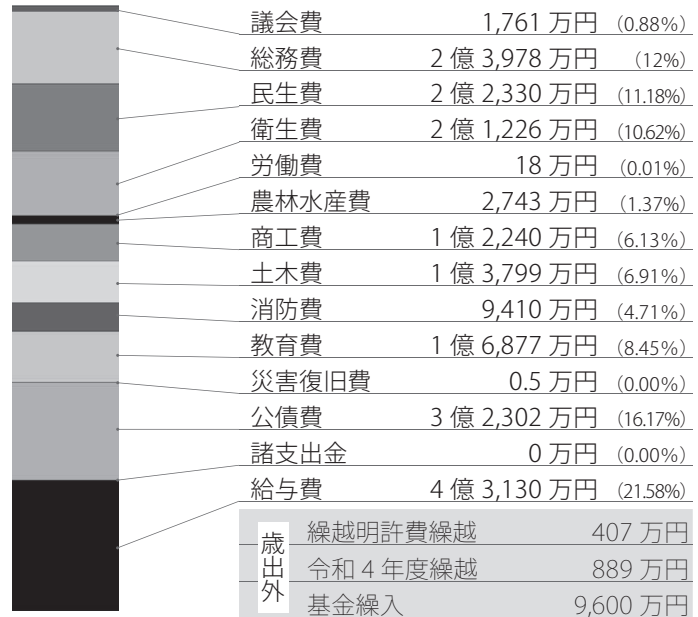 議会費 1,761 万円 (0.88%)
総務費 2 億 3,978 万円 (12%)
民生費 2 億 2,330 万円 (11.18%)
衛生費 2 億 1,226 万円 (10.62%)
労働費 18 万円 (0.01%)
農林水産費 2,743 万円 (1.37%)
商工費 1 億 2,240 万円 (6.13%)
土木費 1 億 3,799 万円 (6.91%)
消防費 9,410 万円 (4.71%)
教育費 1 億 6,877 万円 (8.45%)
災害復旧費 0.5 万円 (0.00%)
公債費 3 億 2,302 万円 (16.17%)
諸支出金 0 万円 (0.00%)
給与費 4 億 3,130 万円 (21.58%)
歳出外
繰越明許費繰越 407 万円
令和 4 年度繰越 889 万円
基金繰入 9,600 万円